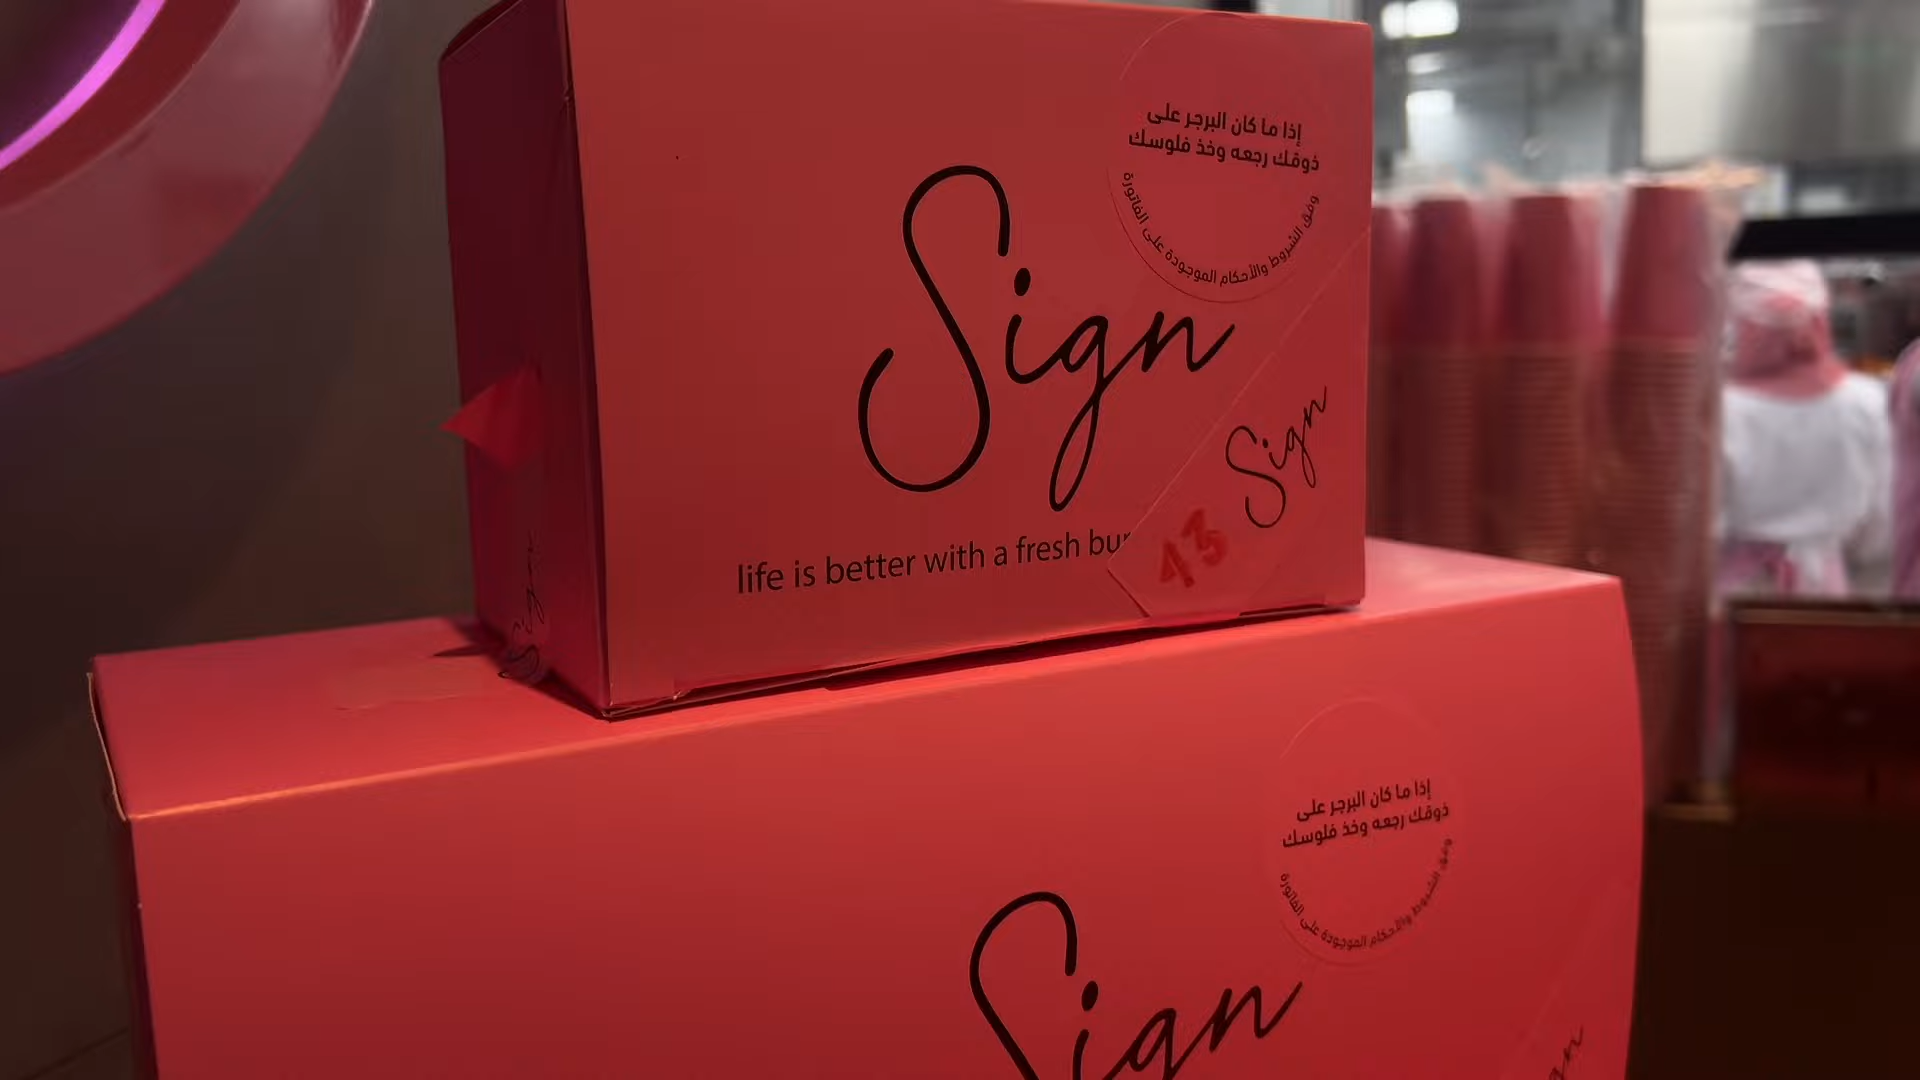 إذا ما كان البرجر على
ذوقك رجعه وخذ فلوسك
وفق الشروط والأحكام الموجودة على الفاتورة
Sign
life is better with a fresh bur
Sign
43
Sign
إذا ما كان البرجر على
ذوقك رجعه وخذ فلوسك
وفق الشروط والأحكام الموجودة على الفاتورة
Sign
gn